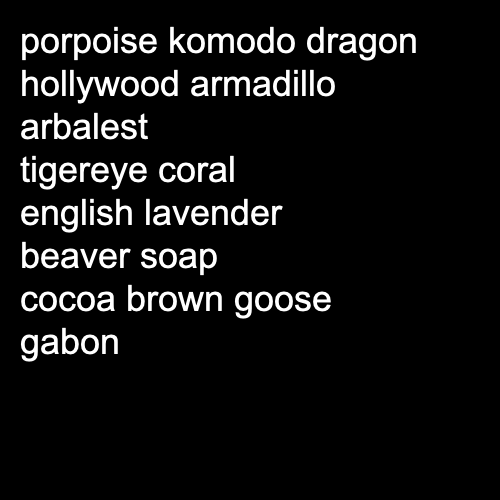 porpoise komodo dragon
hollywood armadillo
arbalest
tigereye coral
english lavender
beaver soap
cocoa brown goose
gabon